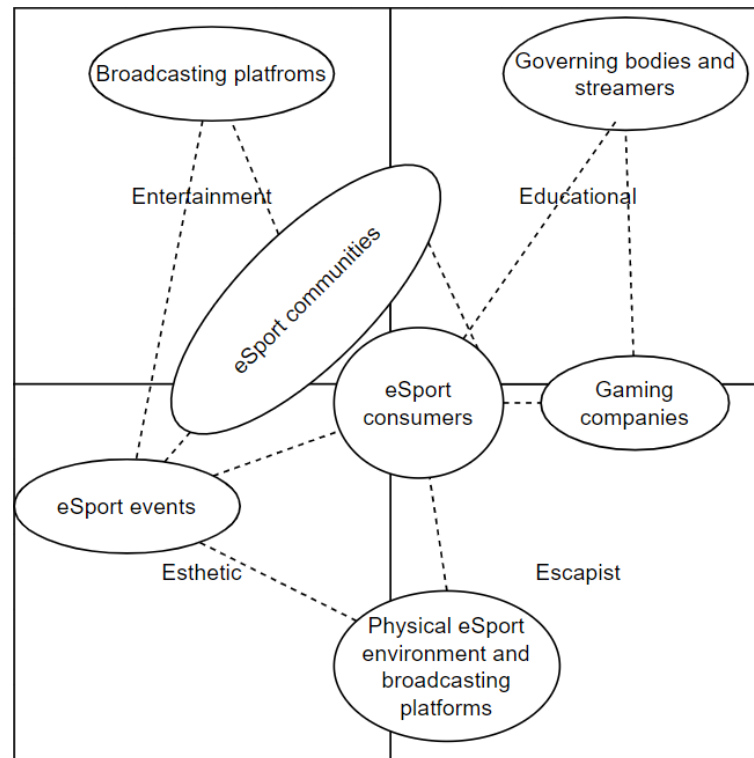 Broadcasting platfroms
Governing bodies and
streamers
Entertainment
Educational
eSport communities
eSport
consumers
Gaming
companies
eSport events
Esthetic
Escapist
Physical eSport
environment and
broadcasting
platforms